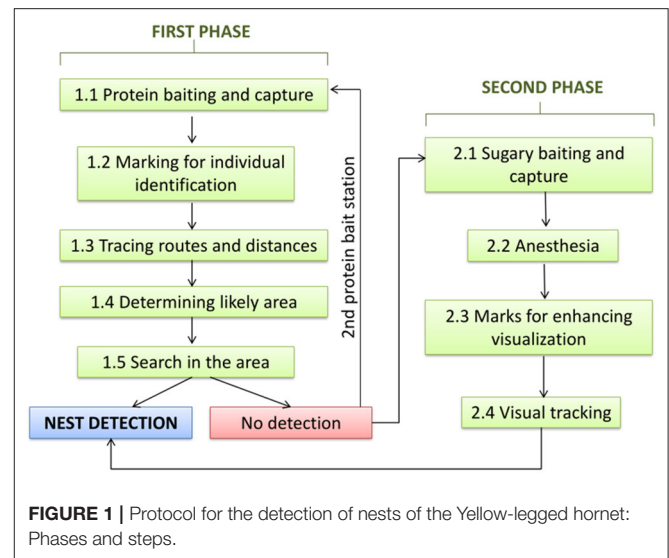 FIRST PHASE
1.1 Protein baiting and capture
1.2 Marking for individual
identification
1.3 Tracing routes and distances
1.4 Determining likely area
1.5 Search in the area
NEST DETECTION
No detection
2nd protein bait station
SECOND PHASE
2.1 Sugary baiting and
capture
2.2 Anesthesia
2.3 Marks for enhancing
visualization
2.4 Visual tracking
FIGURE 1 | Protocol for the detection of nests of the Yellow-legged hornet:
Phases and steps.